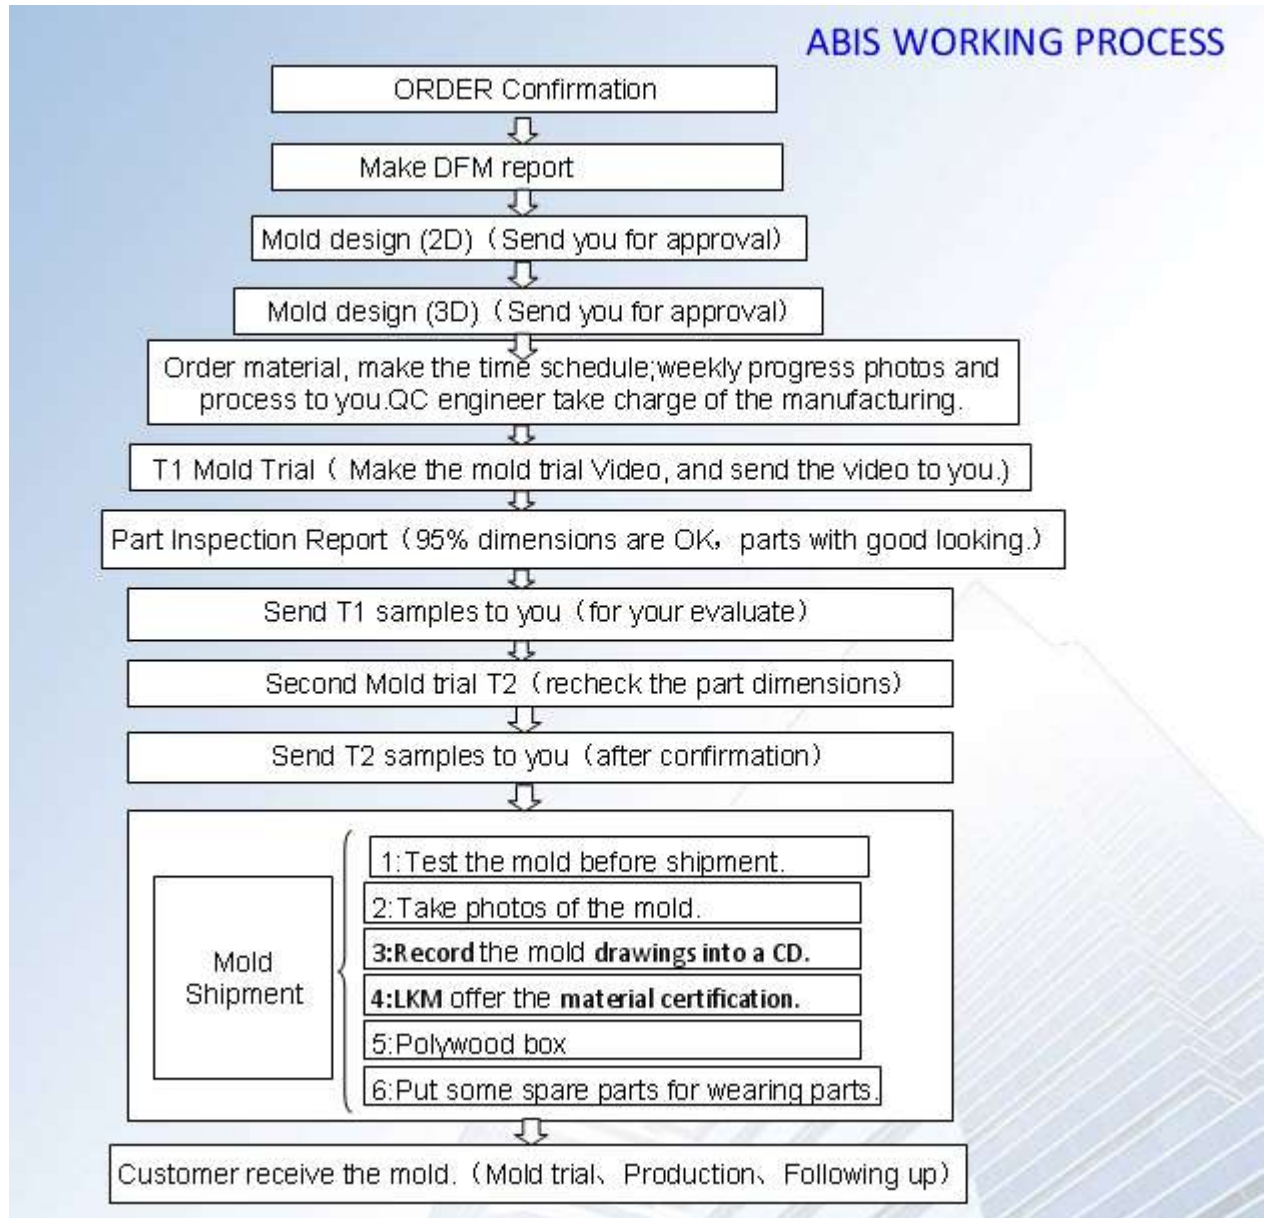 ABIS WORKING PROCESS
ORDER Confirmation
Make DFM report
Mold design (2D)（Send you for approval）
Mold design (3D)（Send you for approval）
Order material, make the time schedule;weekly progress photos and
process to you.QC engineer take charge of the manufacturing.
T1 Mold Trial（ Make the mold trial Video, and send the video to you.)
Part Inspection Report（95% dimensions are OK，parts with good looking.）
Send T1 samples to you（for your evaluate）
Second Mold trial T2（recheck the part dimensions）
Send T2 samples to you（after confirmation）
Mold
Shipment
1:Test the mold before shipment.
2:Take photos of the mold.
3:Record the mold drawings into a CD.
4:LKM offer the material certification.
5:Polywood box
6:Put some spare parts for wearing parts.
Customer receive the mold.（Mold trial、Production、Following up）